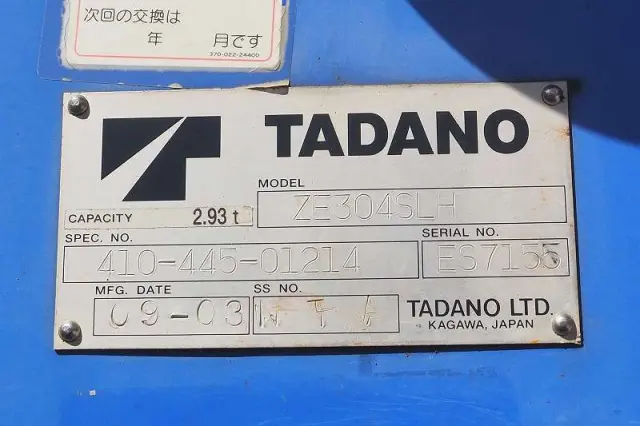 次回の交換は
年 月です
370-022-24400
TADANO
MODEL
CAPACITY 2.93 t ZE304SLH
SPEC. NO. SERIAL NO.
410-445-01214 ES7155
MFG. DATE SS NO.
09-03
TADANO LTD.
KAGAWA, JAPAN